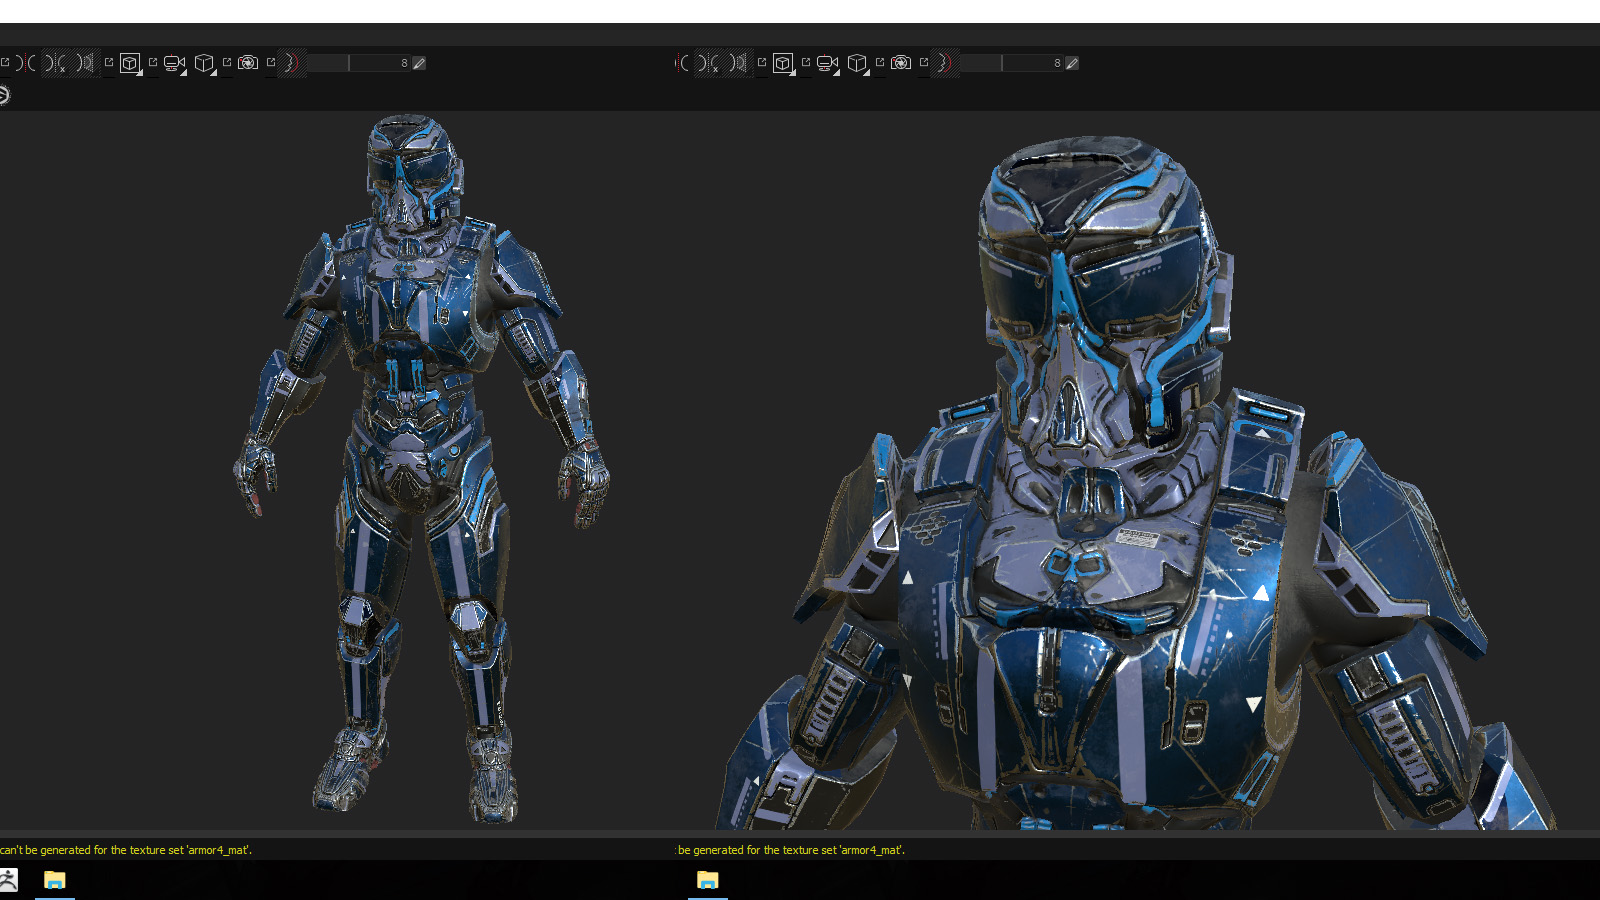 8
8
can't be generated for the texture set 'armor4_mat'.
be generated for the texture set 'armor4_mat'.